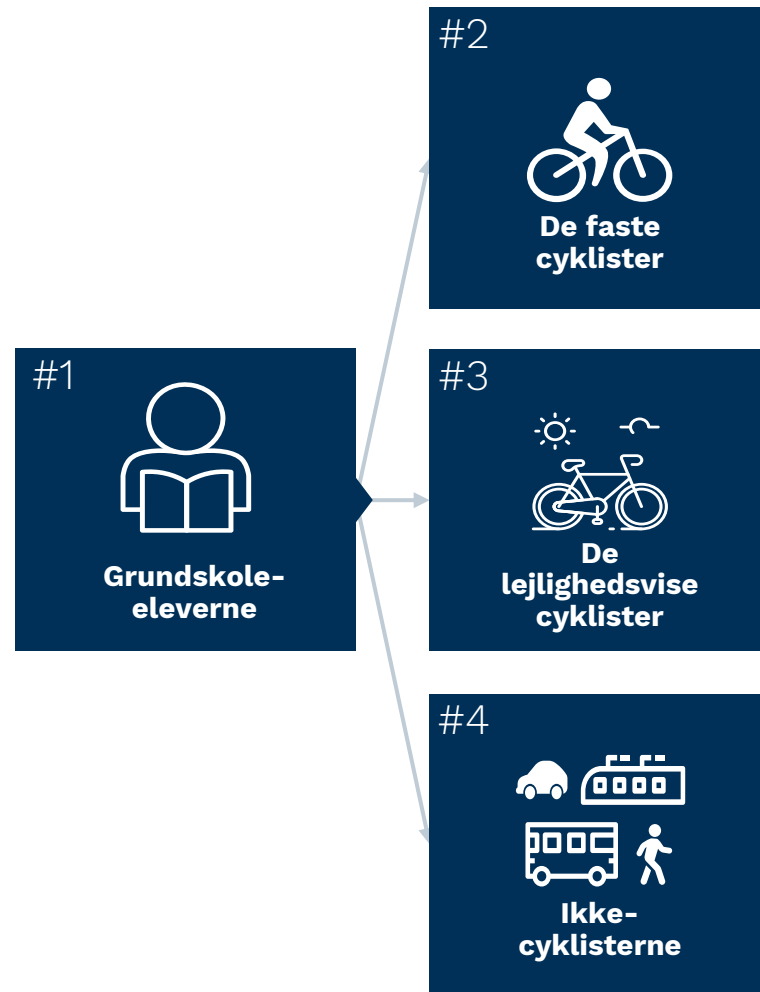 #1
Grundskole-
eleverne
#2
De faste
cyklister
#3
De
lejlighedsvise
cyklister
#4
Ikke-
cyklisterne